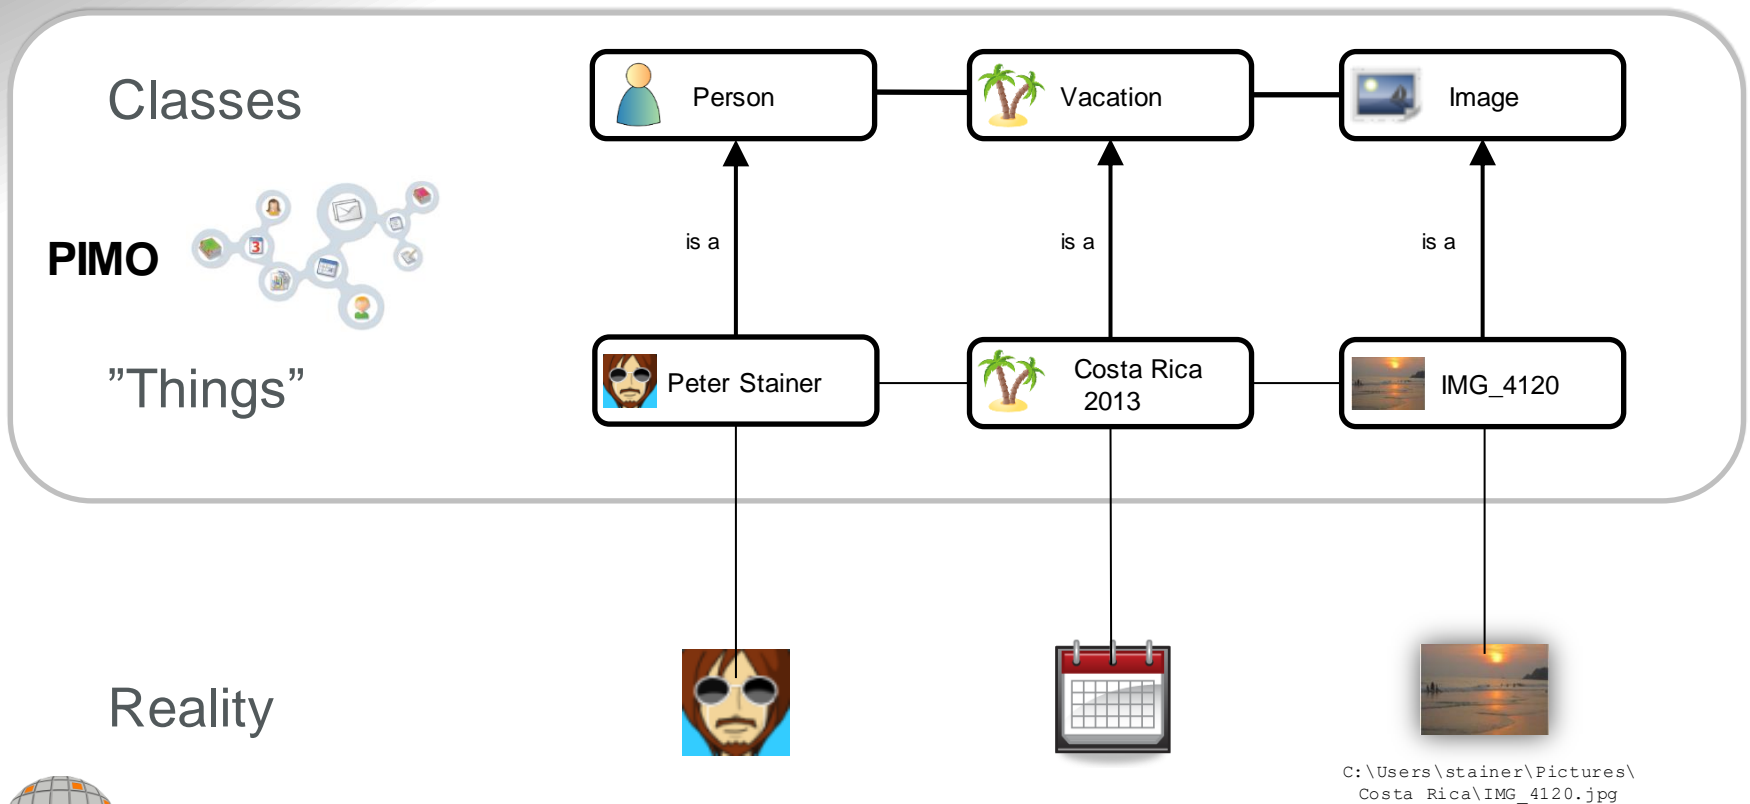 Classes
Person
Vacation
Image
PIMO
3
is a
is a
is a
”Things”
Peter Stainer
Costa Rica
2013
IMG_4120
Reality
C:\Users\stainer\Pictures\
Costa Rica\IMG_4120.jpg